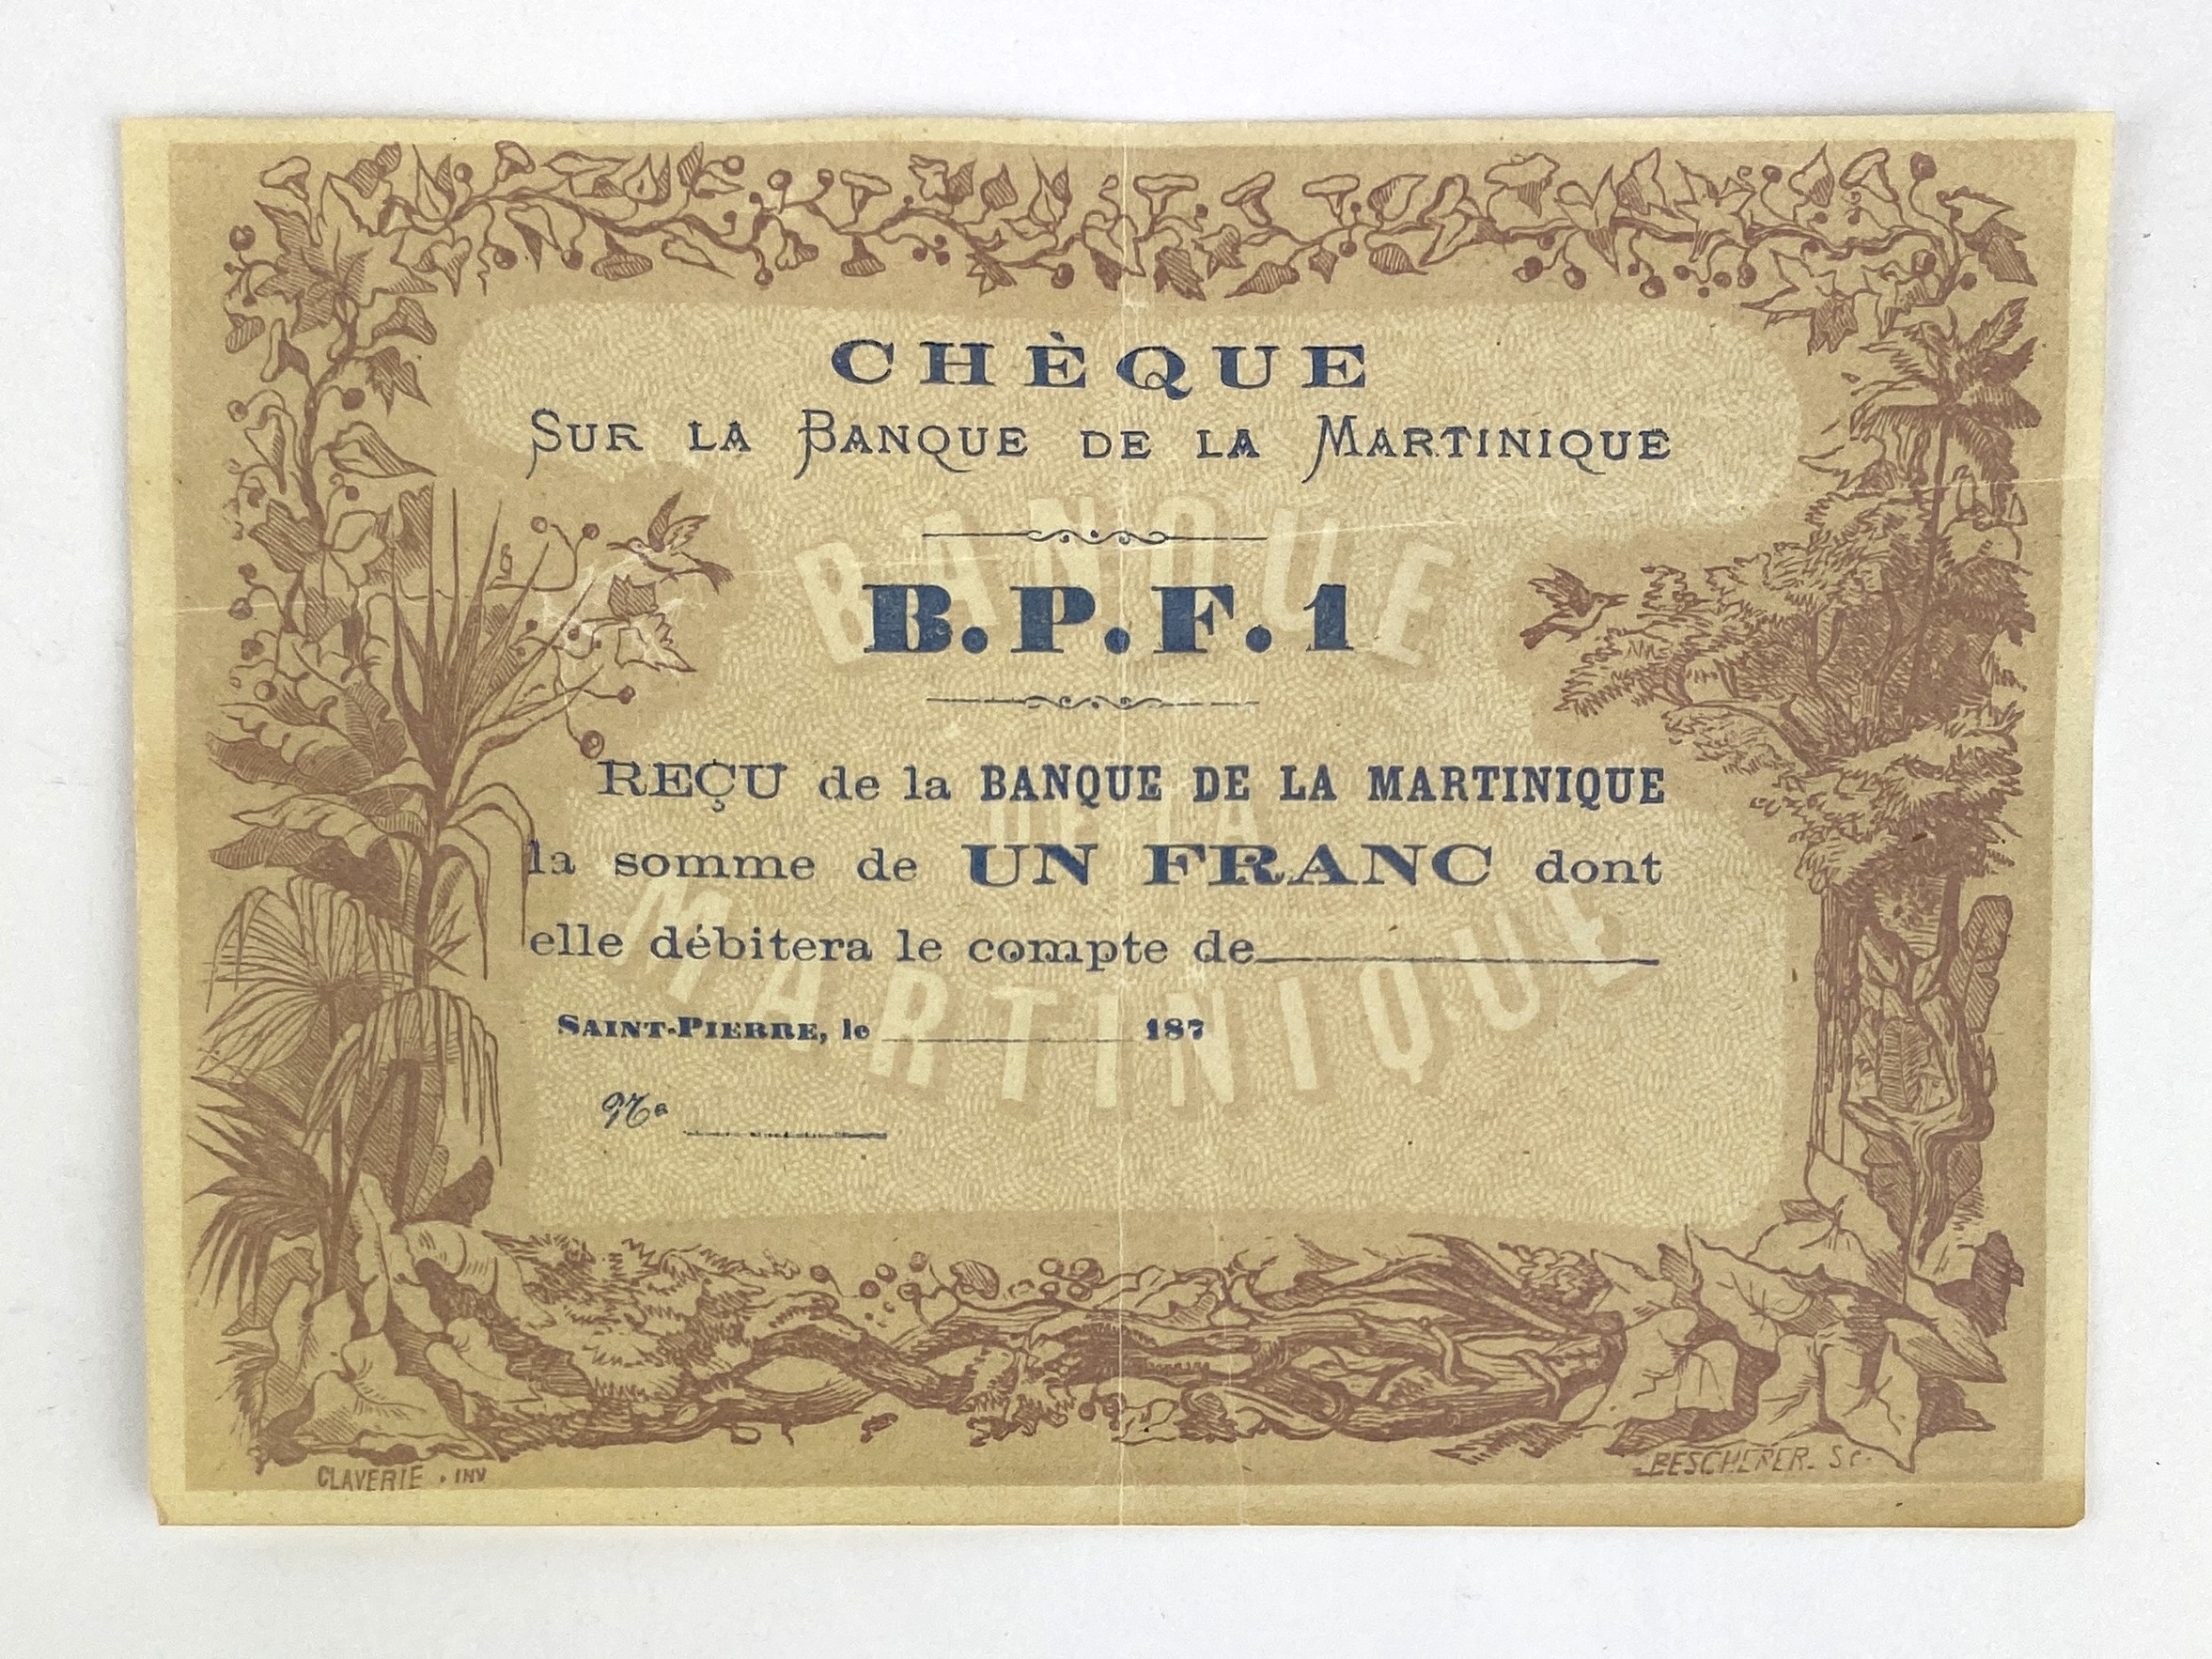 CHÈQUE
SUR LA BANQUE DE LA MARTINIQUE
BANQUE
B.P.F.1
REÇU de la BANQUE DE LA MARTINIQUE
DE LA
la somme de UN FRANC dont
elle débitera le compte de
MARTINIQUE
SAINT-PIERRE, le 187
No
CLAVERIE . INV
BESCHERER. SC.